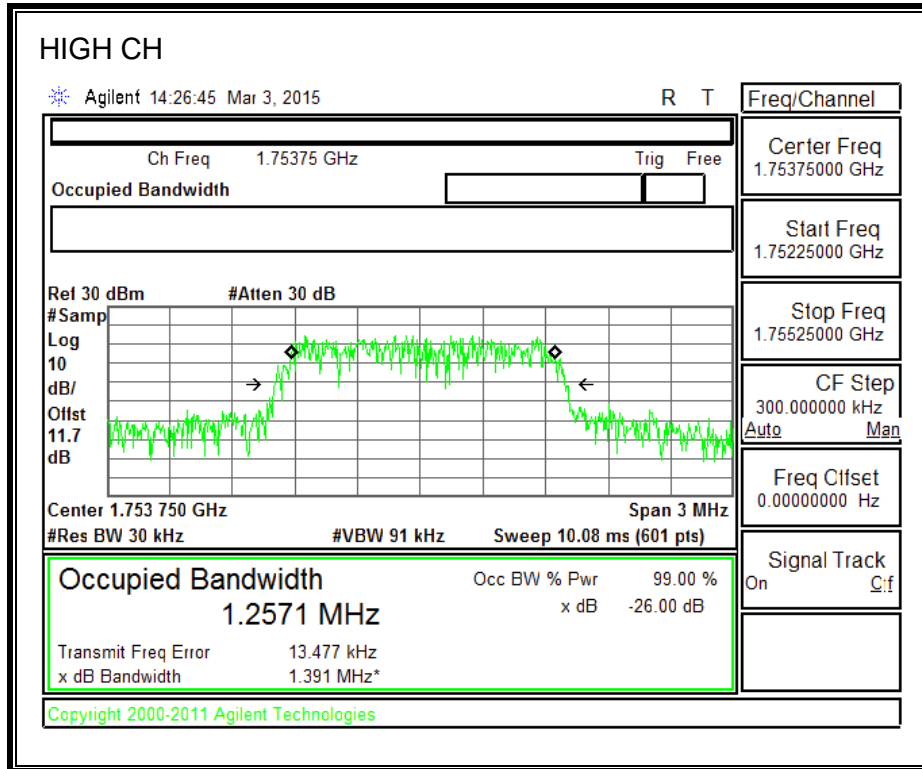 HIGH CH
Agilent 14:26:45 Mar 3, 2015 R T
Freq/Channel
Ch Freq 1.75375 GHz Trig Free
Occupied Bandwidth
Center Freq
1.75375000 GHz
Start Freq
1.75225000 GHz
Stop Freq
1.75525000 GHz
CF Step
300.000000 kHz
Auto Man
Freq Offset
0.00000000 Hz
Signal Track
On Off
Ref 30 dBm #Atten 30 dB
#Samp
Log
10
dB/
Offst
11.7
dB
Center 1.753 750 GHz Span 3 MHz
#Res BW 30 kHz #VBW 91 kHz Sweep 10.08 ms (601 pts)
Occupied Bandwidth
1.2571 MHz
Occ BW % Pwr 99.00 %
x dB -26.00 dB
Transmit Freq Error 13.477 kHz
x dB Bandwidth 1.391 MHz*
Copyright 2000-2011 Agilent Technologies